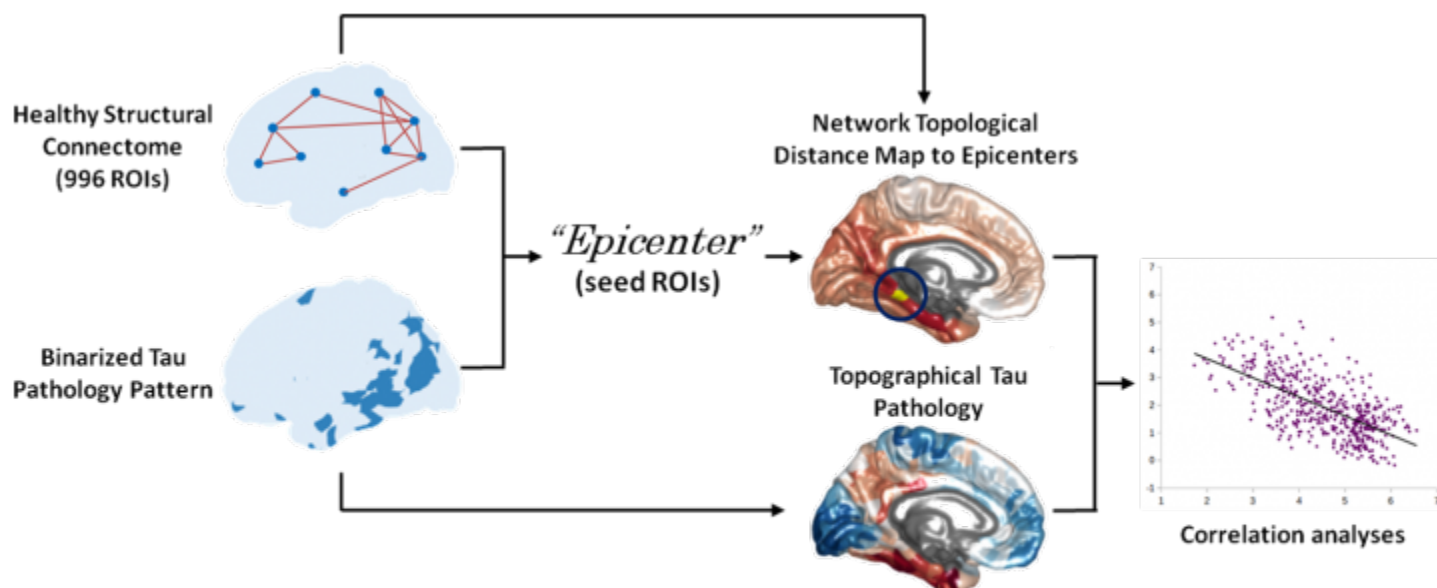 Healthy Structural
Connectome
(996 ROIs)
Binarized Tau
Pathology Pattern
“Epicenter”
(seed ROIs)
Network Topological
Distance Map to Epicenters
Topographical Tau
Pathology
7
6
5
4
3
2
1
0
-1
1 2 3 4 5 6 7
Correlation analyses